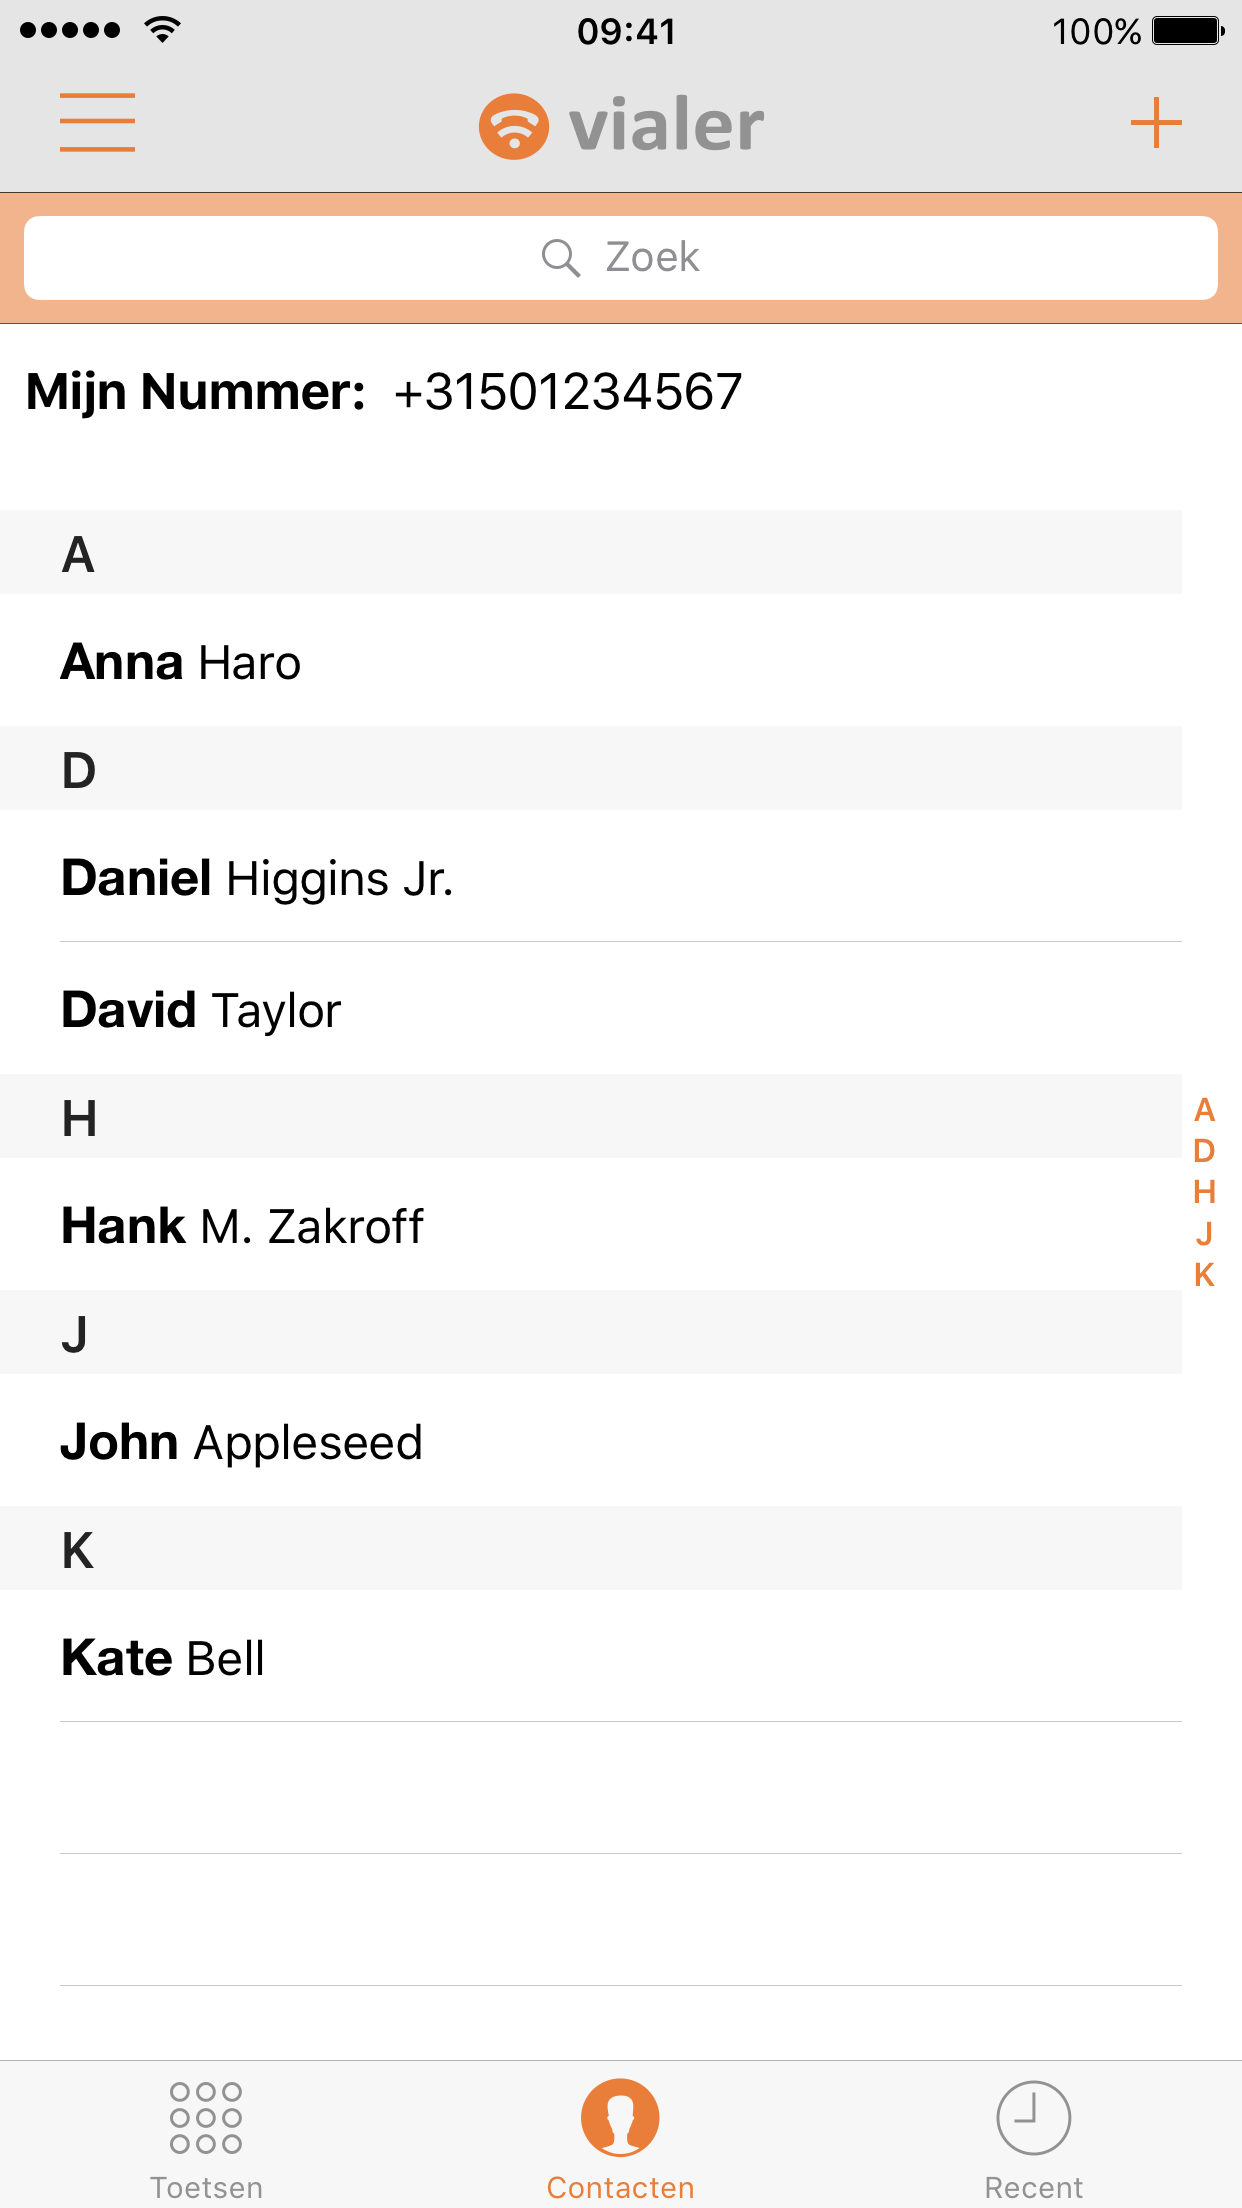 09:41
100%
vialer
Zoek
Mijn Nummer: +31501234567
A
Anna Haro
D
Daniel Higgins Jr.
David Taylor
H
Hank M. Zakroff
J
John Appleseed
K
Kate Bell
A
D
H
J
K
Toetsen
Contacten
Recent